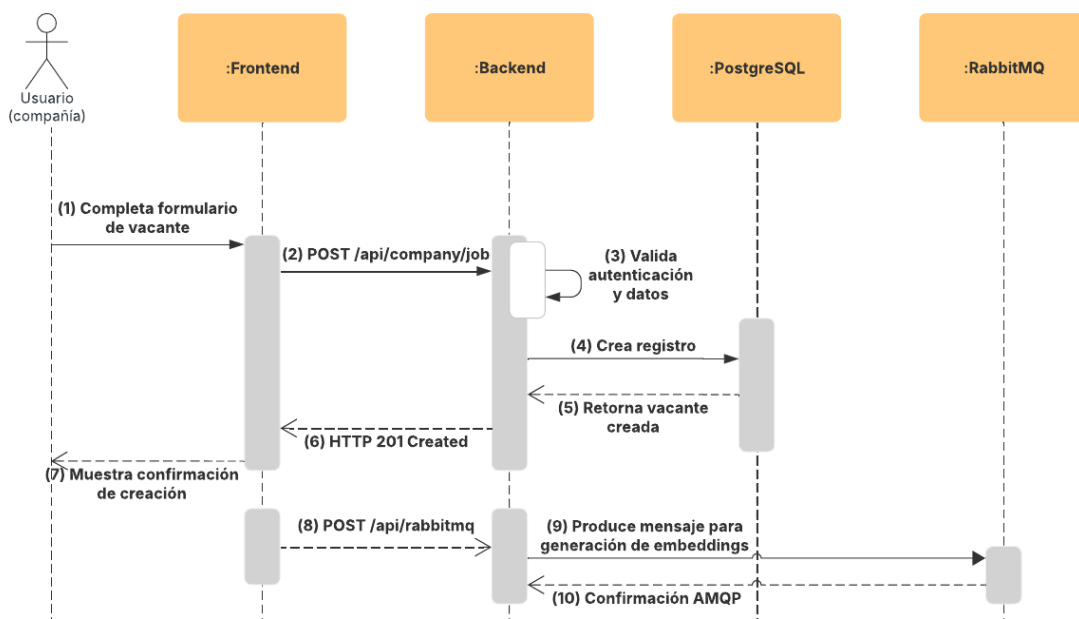 Usuario
(compañía)
:Frontend
:Backend
:PostgreSQL
:RabbitMQ
(1) Completa formulario
de vacante
(2) POST /api/company/job
(3) Valida
autenticación
y datos
(4) Crea registro
(5) Retorna vacante
creada
(6) HTTP 201 Created
(7) Muestra confirmación
de creación
(8) POST /api/rabbitmq
(9) Produce mensaje para
generación de embeddings
(10) Confirmación AMQP